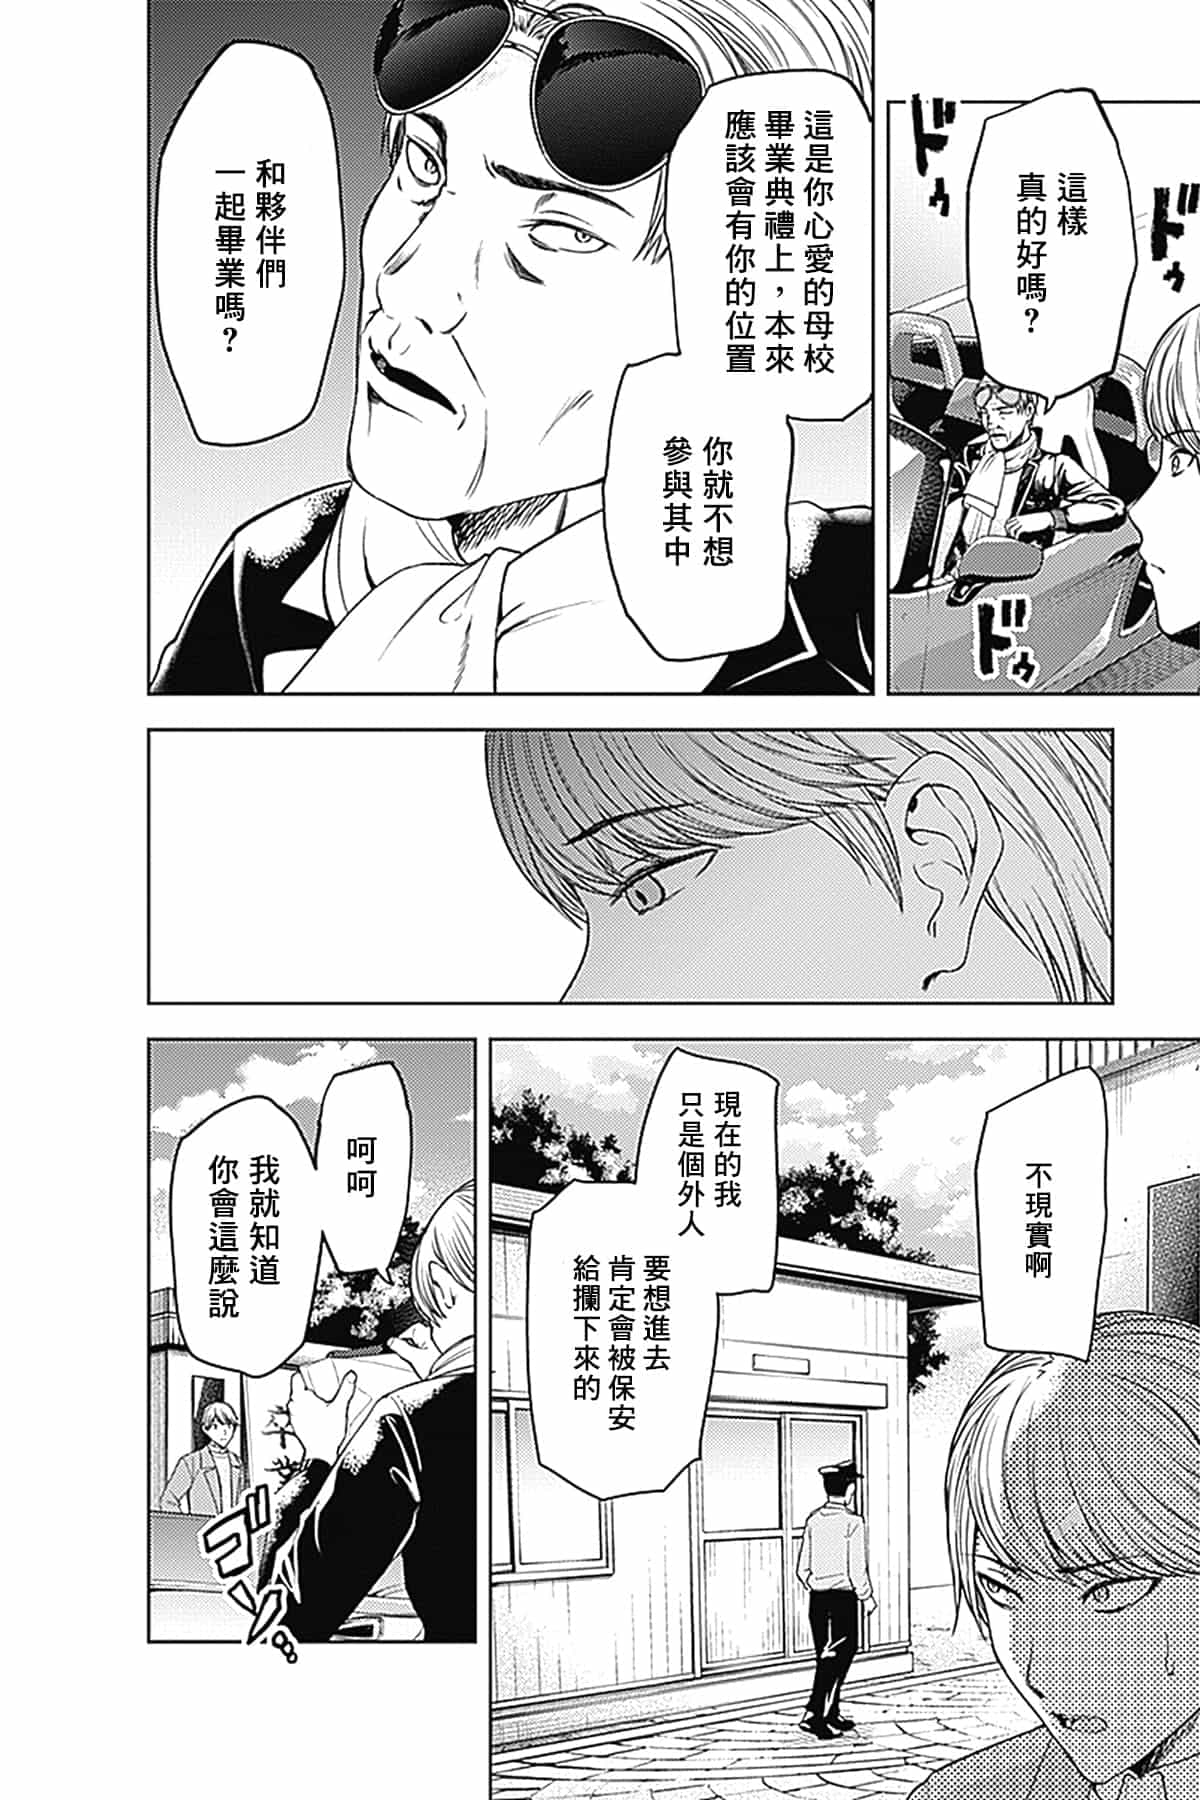 這樣
真的好嗎？
ドゥドゥ
ドゥ
ドゥ
這是你心愛的母校
畢業典禮上，本來
應該會有你的位置
你就不想
參與其中
和夥伴們
一起畢業嗎？
不現實啊
現在的我
只是個外人
要想進去
肯定會被保安
給攔下來的
呵呵
我就知道
你會這麼說
ゴソ…